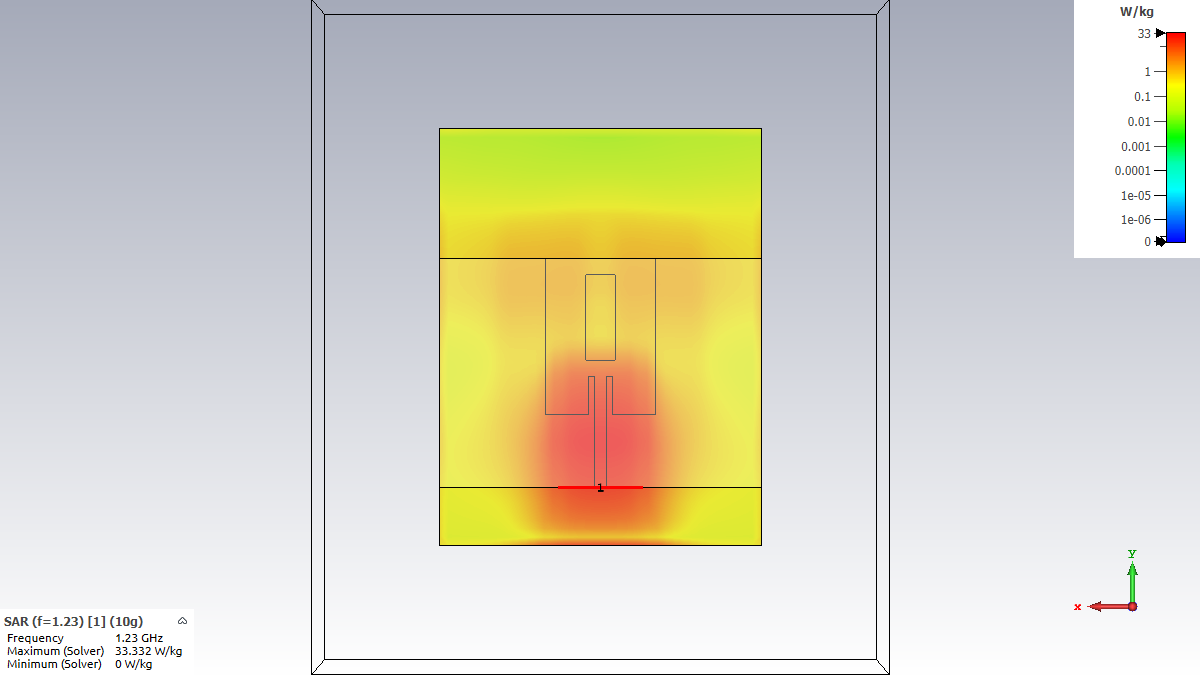 W/kg
33
1
0.1
0.01
0.001
0.0001
1e-05
1e-06
0
1
y
x
SAR (f=1.23) [1] (10g)
Frequency 1.23 GHz
Maximum (Solver) 33.332 W/kg
Minimum (Solver) 0 W/kg